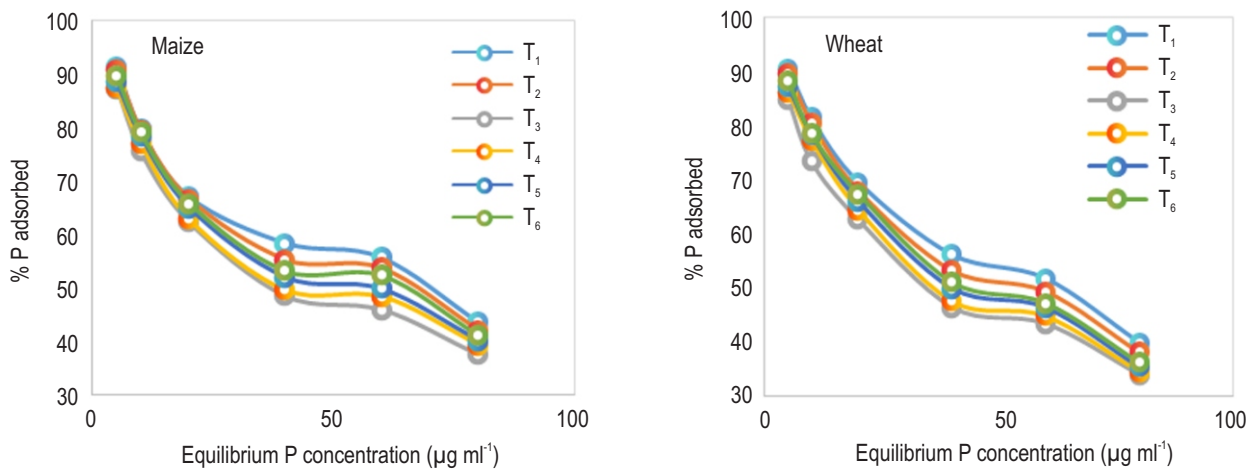 Maize
% P adsorbed
100
90
80
70
60
50
40
30
0
50
100
Equilibrium P concentration (µg ml⁻¹)
T₁
T₂
T₃
T₄
T₅
T₆
Wheat
% P adsorbed
100
90
80
70
60
50
40
30
0
50
100
Equilibrium P concentration (µg ml⁻¹)
T₁
T₂
T₃
T₄
T₅
T₆